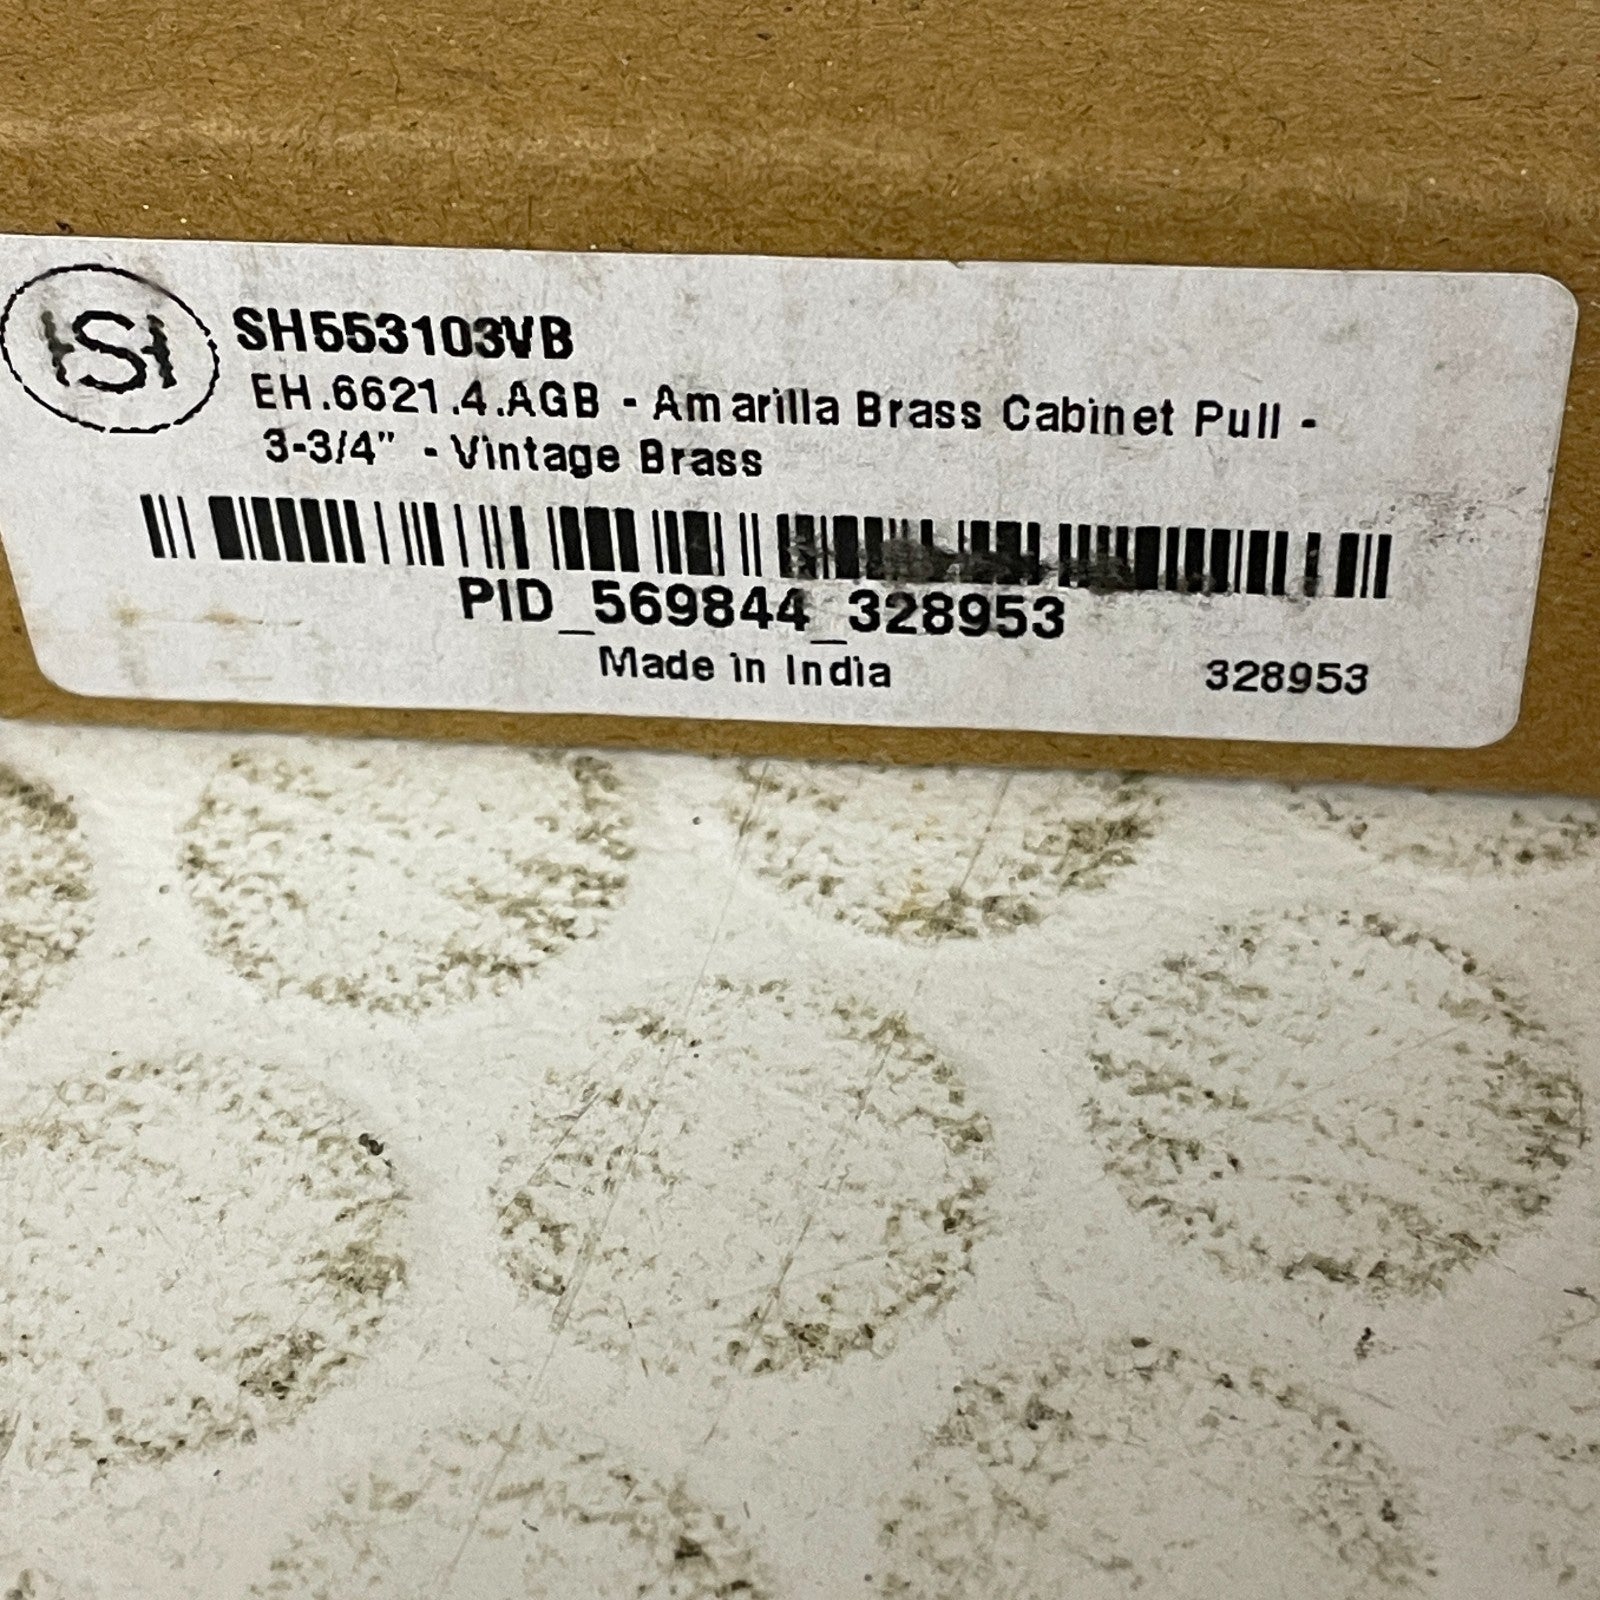 SH
SH553103VB
EH.6621.4.AGB - Amarilla Brass Cabinet Pull -
3-3/4" - Vintage Brass
PID_569844_328953
Made in India
328953